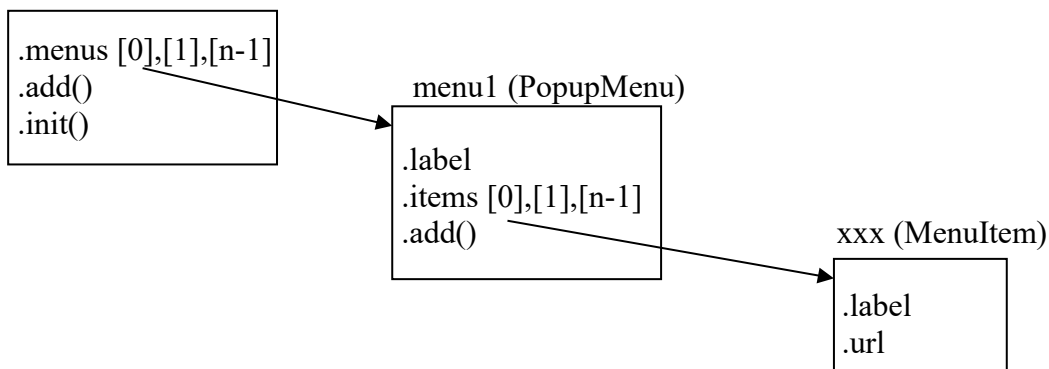 .menus [0],[1],[n-1]
.add()
.init()
menu1 (PopupMenu)
.label
.items [0],[1],[n-1]
.add()
xxx (MenuItem)
.label
.url